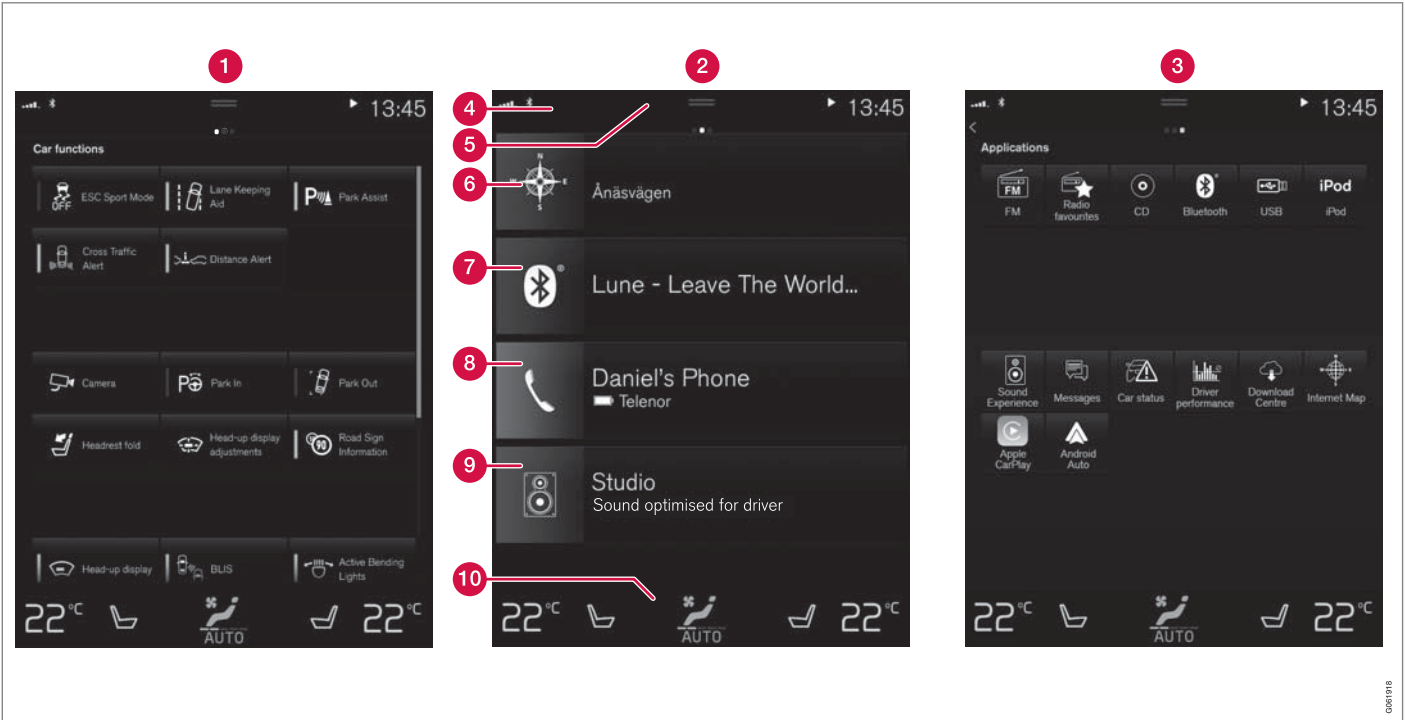 1
2
3
13:45
Car functions
OFF
ESC Sport Mode
Lane Keeping
Aid
P
Park Assist
Cross Traffic
Alert
Distance Alert
Camera
P
Park In
Park Out
Headrest fold
Head-up display
adjustments
90
Road Sign
Information
Head-up display
BLIS
Active Bending
Lights
22°C
AUTO
22°C
4
5
6
7
8
9
10
13:45
N
W
E
S
Ånäsvägen
®
Lune - Leave The World...
Daniel's Phone
Telenor
Studio
Sound optimised for driver
22°C
AUTO
22°C
13:45
<
Applications
FM
FM
Radio
favourites
CD
Bluetooth
USB
iPod
iPod
Sound
Experience
Messages
Car status
Driver
performance
Download
Centre
Internet Map
Apple
CarPlay
Android
Auto
22°C
AUTO
22°C
G061918